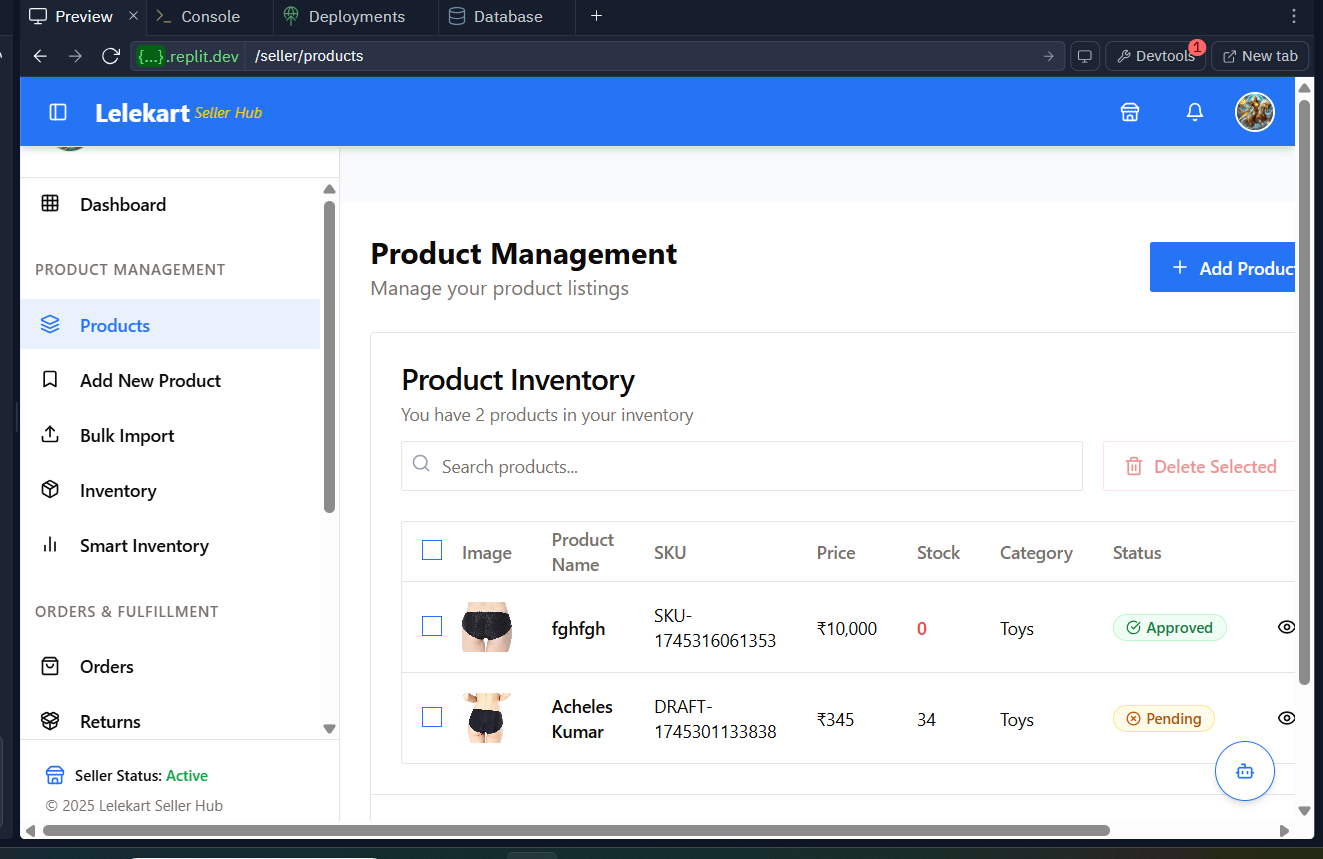 Preview
Console
Deployments
Database
{...}.replit.dev /seller/products
Devtools 1
New tab
Lelekart Seller Hub
Dashboard
PRODUCT MANAGEMENT
Products
Add New Product
Bulk Import
Inventory
Smart Inventory
ORDERS & FULFILLMENT
Orders
Returns
Seller Status: Active
© 2025 Lelekart Seller Hub
Product Management
Manage your product listings
Add Produc
Product Inventory
You have 2 products in your inventory
Search products...
Delete Selected
Image Product Name SKU Price Stock Category Status
fghfgh SKU-1745316061353 ₹10,000 0 Toys Approved
Acheles Kumar DRAFT-1745301133838 ₹345 34 Toys Pending